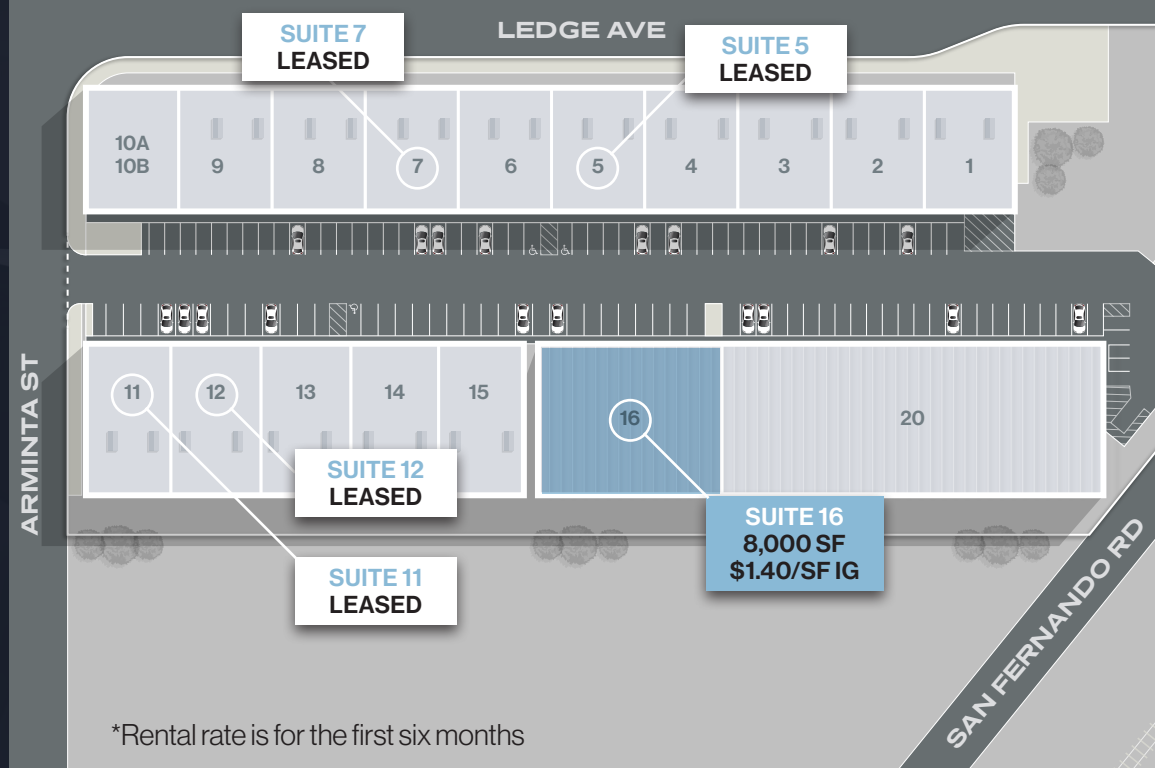 LEDGE AVE
SUITE 7
LEASED
SUITE 5
LEASED
10A
10B
9
8
7
6
5
4
3
2
1
ARMINTA ST
11
12
13
14
15
16
20
SUITE 12
LEASED
SUITE 16
8,000 SF
$1.40/SF IG
SUITE 11
LEASED
SAN FERNANDO RD
*Rental rate is for the first six months